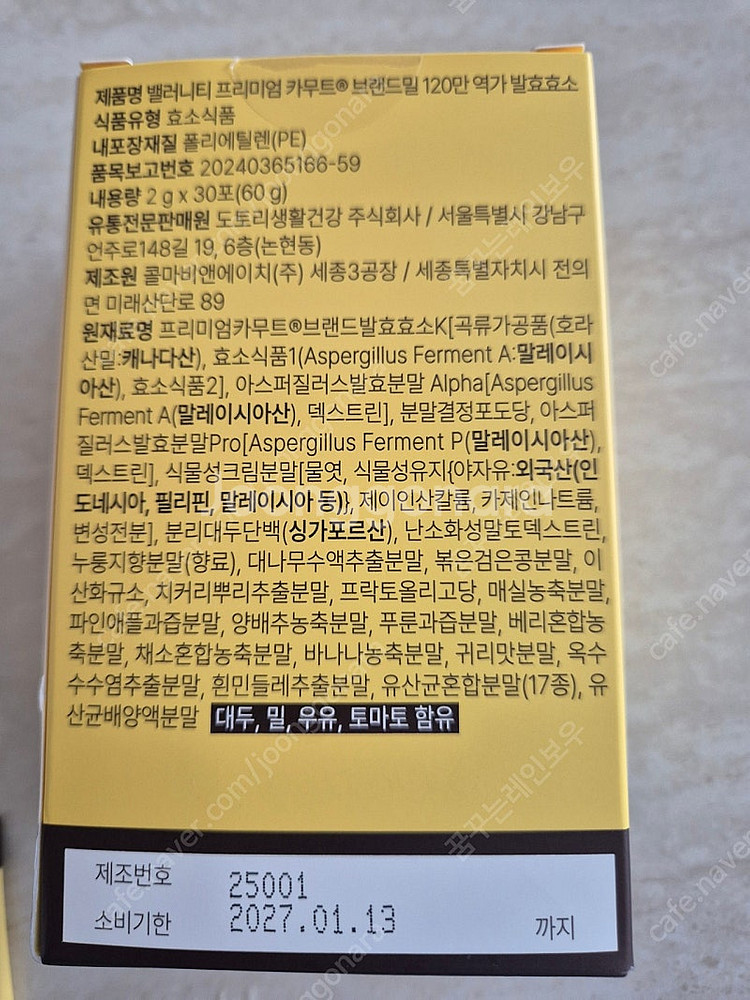 제품명 밸러니티 프리미엄 카무트® 브랜드밀 120만 역가 발효효소
식품유형 효소식품
내포장재질 폴리에틸렌(PE)
품목보고번호 20240365166-59
내용량 2 g x 30포(60 g)
유통전문판매원 도토리생활건강 주식회사 / 서울특별시 강남구
언주로148길 19, 6층(논현동)
제조원 콜마비앤에이치(주) 세종3공장 / 세종특별자치시 전의
면 미래산단로 89
원재료명 프리미엄카무트®브랜드발효효소K[곡류가공품(호라
산밀:캐나다산), 효소식품1(Aspergillus Ferment A:말레이시
아산), 효소식품2], 아스퍼질러스발효분말 Alpha[Aspergillus
Ferment A(말레이시아산), 덱스트린], 분말결정포도당, 아스퍼
질러스발효분말Pro[Aspergillus Ferment P(말레이시아산),
덱스트린], 식물성크림분말[물엿, 식물성유지{야자유:외국산(인
도네시아, 필리핀, 말레이시아 등)}, 제이인산칼륨, 카제인나트륨,
변성전분], 분리대두단백(싱가포르산), 난소화성말토덱스트린,
누룽지향분말(향료), 대나무수액추출분말, 볶은검은콩분말, 이
산화규소, 치커리뿌리추출분말, 프락토올리고당, 매실농축분말,
파인애플과즙분말, 양배추농축분말, 푸룬과즙분말, 베리혼합농
축분말, 채소혼합농축분말, 바나나농축분말, 귀리맛분말, 옥수
수수염추출분말, 흰민들레추출분말, 유산균혼합분말(17종), 유
산균배양액분말 대두, 밀, 우유, 토마토 함유
제조번호 25001
소비기한 2027.01.13 까지
꿈꾸는레인보우
cafe.naver.com/joonggonara